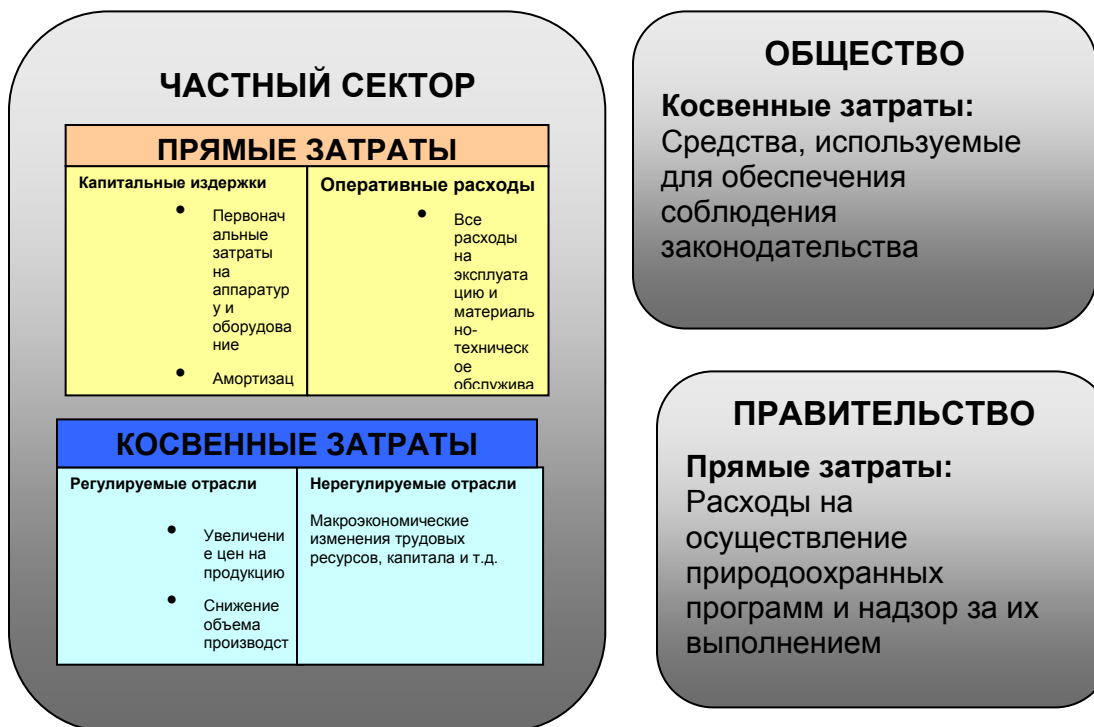 ЧАСТНЫЙ СЕКТОР
ПРЯМЫЕ ЗАТРАТЫ
Капитальные издержки
• Первонач
альные
затраты
на
аппаратур
у и
оборудова
ние
• Амортизац
Оперативные расходы
• Все
расходы
на
эксплуата
цию и
материаль
но-
техническ
ое
обслужива
КОСВЕННЫЕ ЗАТРАТЫ
Регулируемые отрасли
• Увеличени
е цен на
продукцию
• Снижение
объема
производст
Нерегулируемые отрасли
Макроэкономические
изменения трудовых
ресурсов, капитала и т.д.
ОБЩЕСТВО
Косвенные затраты:
Средства, используемые
для обеспечения
соблюдения
законодательства
ПРАВИТЕЛЬСТВО
Прямые затраты:
Расходы на
осуществление
природоохранных
программ и надзор за их
выполнением